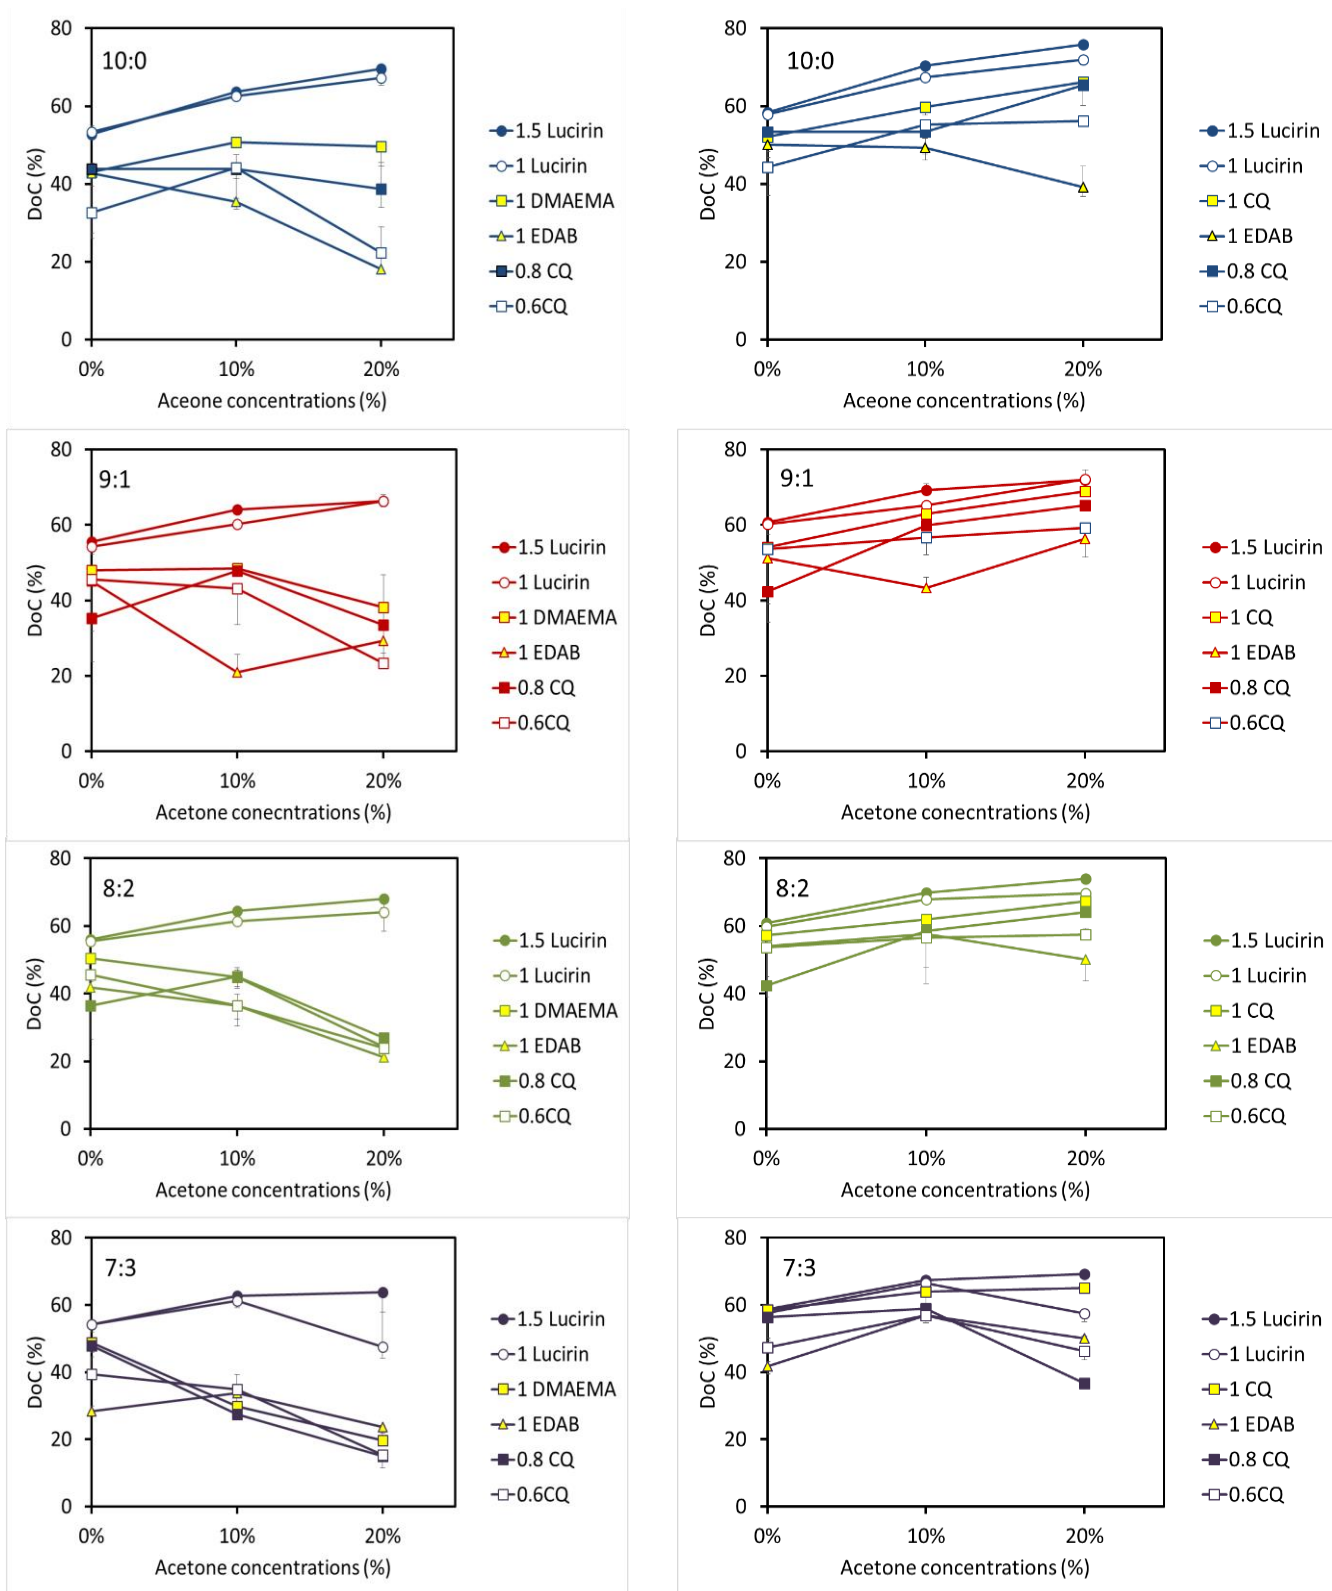 80
60
40
20
0
DoC (%)
10:0
0% 10% 20%
Aceone concentrations (%)
1.5 Lucirin
1 Lucirin
1 DMAEMA
1 EDAB
0.8 CQ
0.6CQ
80
60
40
20
0
DoC (%)
10:0
0% 10% 20%
Aceone concentrations (%)
1.5 Lucirin
1 Lucirin
1 CQ
1 EDAB
0.8 CQ
0.6CQ
80
60
40
20
0
DoC (%)
9:1
0% 10% 20%
Acetone conecntrations (%)
1.5 Lucirin
1 Lucirin
1 DMAEMA
1 EDAB
0.8 CQ
0.6CQ
80
60
40
20
0
DoC (%)
9:1
0% 10% 20%
Acetone conecnrations (%)
1.5 Lucirin
1 Lucirin
1 CQ
1 EDAB
0.8 CQ
0.6CQ
80
60
40
20
0
DoC (%)
8:2
0% 10% 20%
Acetone concentrations (%)
1.5 Lucirin
1 Lucirin
1 DMAEMA
1 EDAB
0.8 CQ
0.6CQ
80
60
40
20
0
DoC (%)
8:2
0% 10% 20%
Acetone concentrations (%)
1.5 Lucirin
1 Lucirin
1 CQ
1 EDAB
0.8 CQ
0.6CQ
80
60
40
20
0
DoC (%)
7:3
0% 10% 20%
Acetone concentrations (%)
1.5 Lucirin
1 Lucirin
1 DMAEMA
1 EDAB
0.8 CQ
0.6CQ
80
60
40
20
0
DoC (%)
7:3
0% 10% 20%
Acetone concentrations (%)
1.5 Lucirin
1 Lucirin
1 CQ
1 EDAB
0.8 CQ
0.6CQ